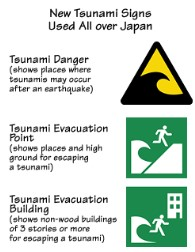 New Tsunami Signs
Used All over Japan
Tsunami Danger
(shows places where
tsunamis may occur
after an earthquake)
Tsunami Evacuation
Point
(shows places and high
ground for escaping
a tsunami)
Tsunami Evacuation
Building
(shows non-wood buildings
of 3 stories or more
for escaping a tsunami)